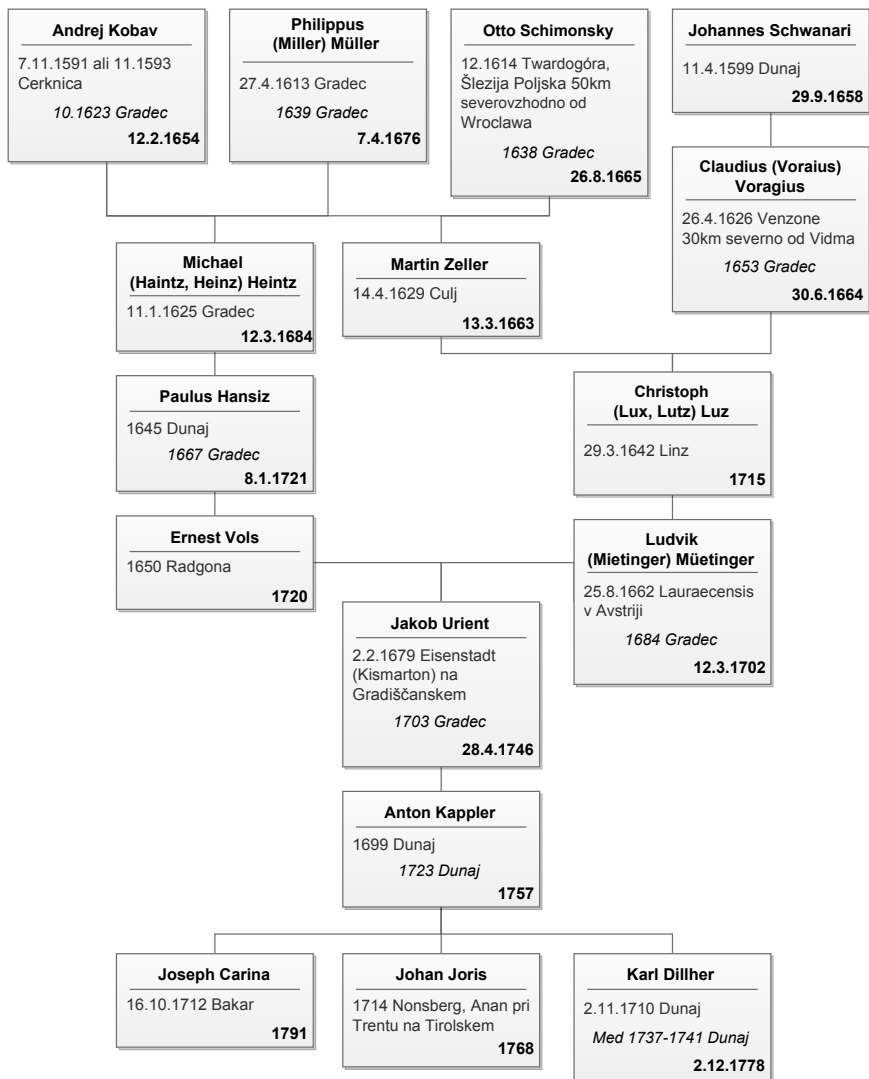 Andrej Kobav
7.11.1591 ali 11.1593
Cerknica
10.1623 Gradec
12.2.1654
Philippus
(Miller) Müller
27.4.1613 Gradec
1639 Gradec
7.4.1676
Otto Schimonsky
12.1614 Twardogóra,
Šlezija Poljska 50km
severovzhodno od
Wroclawa
1638 Gradec
26.8.1665
Johannes Schwanari
11.4.1599 Dunaj
29.9.1658
Claudius (Voraius)
Voragius
26.4.1626 Venzone
30km severno od Vidma
1653 Gradec
30.6.1664
Michael
(Haintz, Heinz) Heintz
11.1.1625 Gradec
12.3.1684
Martin Zeller
14.4.1629 Culj
13.3.1663
Paulus Hansiz
1645 Dunaj
1667 Gradec
8.1.1721
Christoph
(Lux, Lutz) Luz
29.3.1642 Linz
1715
Ernest Vols
1650 Radgona
1720
Ludvik
(Mietinger) Müetinger
25.8.1662 Lauraecensis
v Avstriji
1684 Gradec
12.3.1702
Jakob Urient
2.2.1679 Eisenstadt
(Kismarton) na
Gradiščanskem
1703 Gradec
28.4.1746
Anton Kappler
1699 Dunaj
1723 Dunaj
1757
Joseph Carina
16.10.1712 Bakar
1791
Johan Joris
1714 Nonsberg, Anan pri
Trentu na Tirolskem
1768
Karl Dillher
2.11.1710 Dunaj
Med 1737-1741 Dunaj
2.12.1778